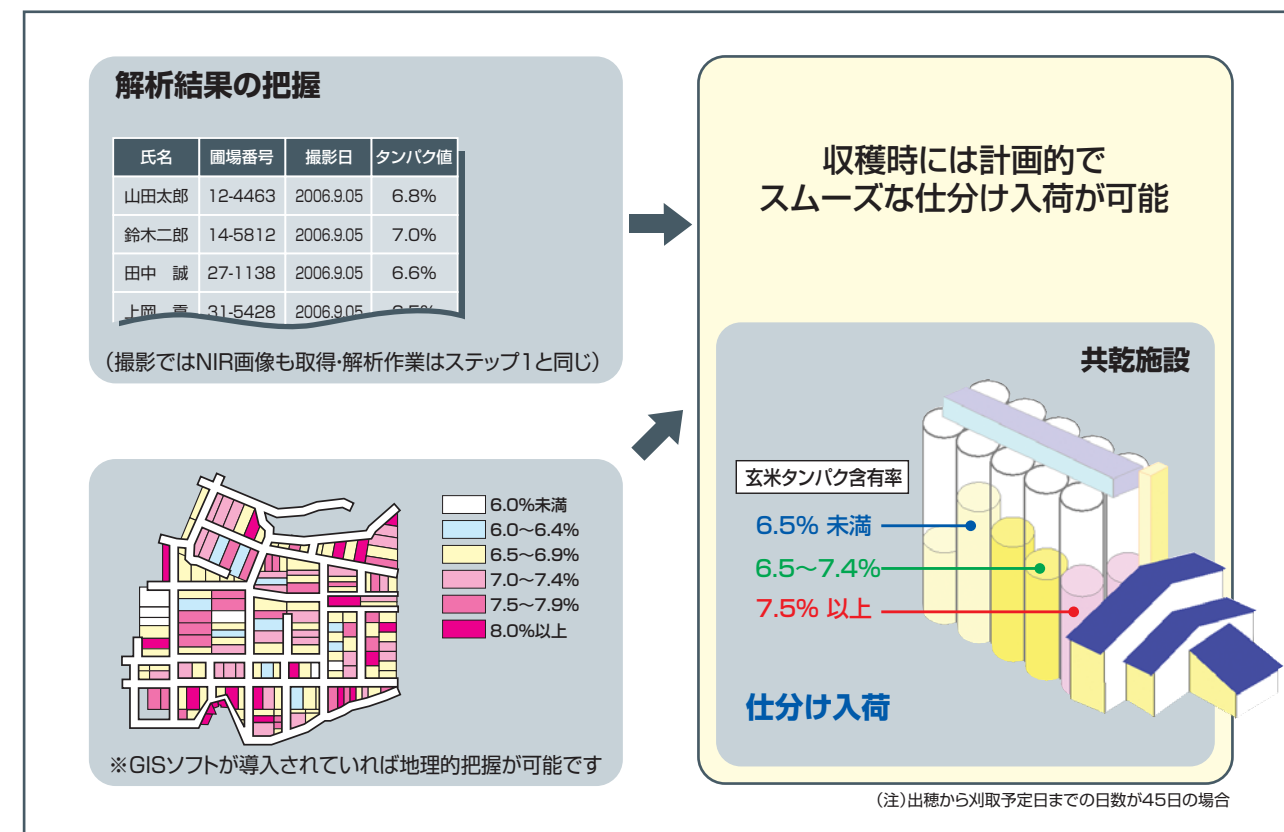 解析結果の把握
氏名 圃場番号 撮影日 タンパク値
山田太郎 12-4463 2006.9.05 6.8%
鈴木二郎 14-5812 2006.9.05 7.0%
田中　誠 27-1138 2006.9.05 6.6%
上岡 31-5428 2006.9.05
(撮影ではNIR画像も取得・解析作業はステップ1と同じ)
6.0%未満
6.0～6.4%
6.5～6.9%
7.0～7.4%
7.5～7.9%
8.0%以上
※GISソフトが導入されていれば地理的把握が可能です
収穫時には計画的で
スムーズな仕分け入荷が可能
共乾施設
玄米タンパク含有率
6.5% 未満
6.5～7.4%
7.5% 以上
仕分け入荷
(注)出穂から刈取予定日までの日数が45日の場合